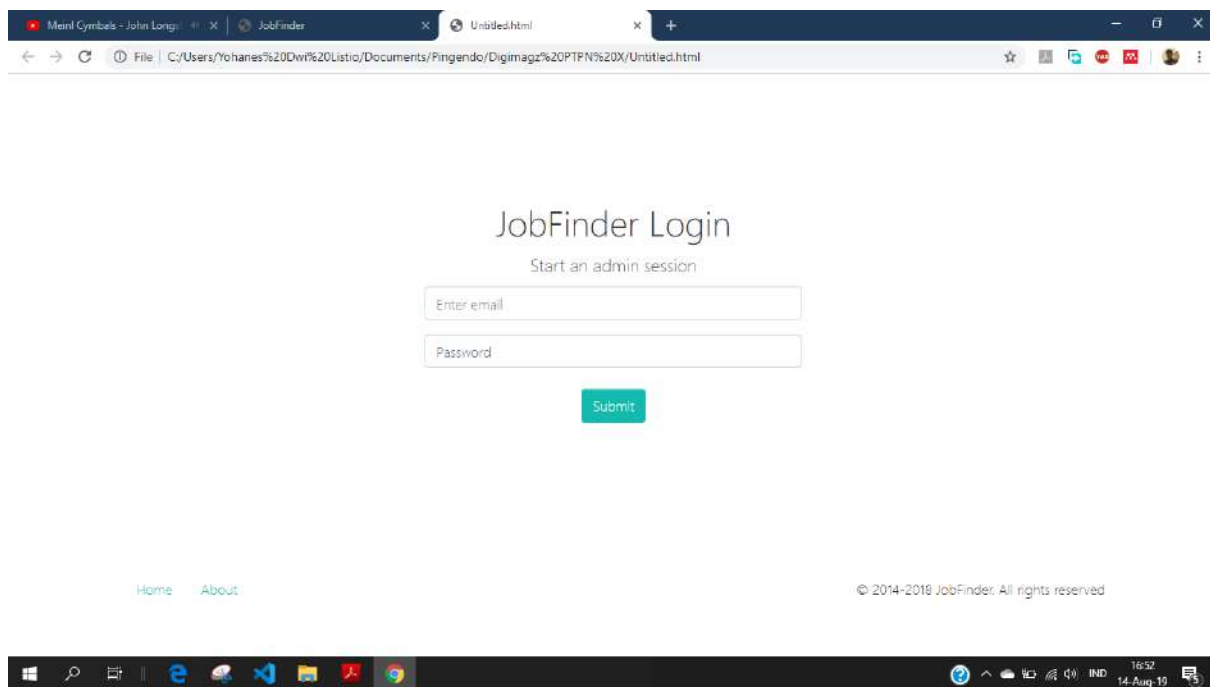 Meinl Cymbals - John Long
JobFinder
Untitled.html
File
C:/Users/Yohanes%20Dwi%20Listio/Documents/Pingendo/Digimagz%20PTPN%20X/Untitled.html
JobFinder Login
Start an admin session
Enter email
Password
Submit
Home About
© 2014-2018 JobFinder. All rights reserved
IND
16:52
14-Aug-19